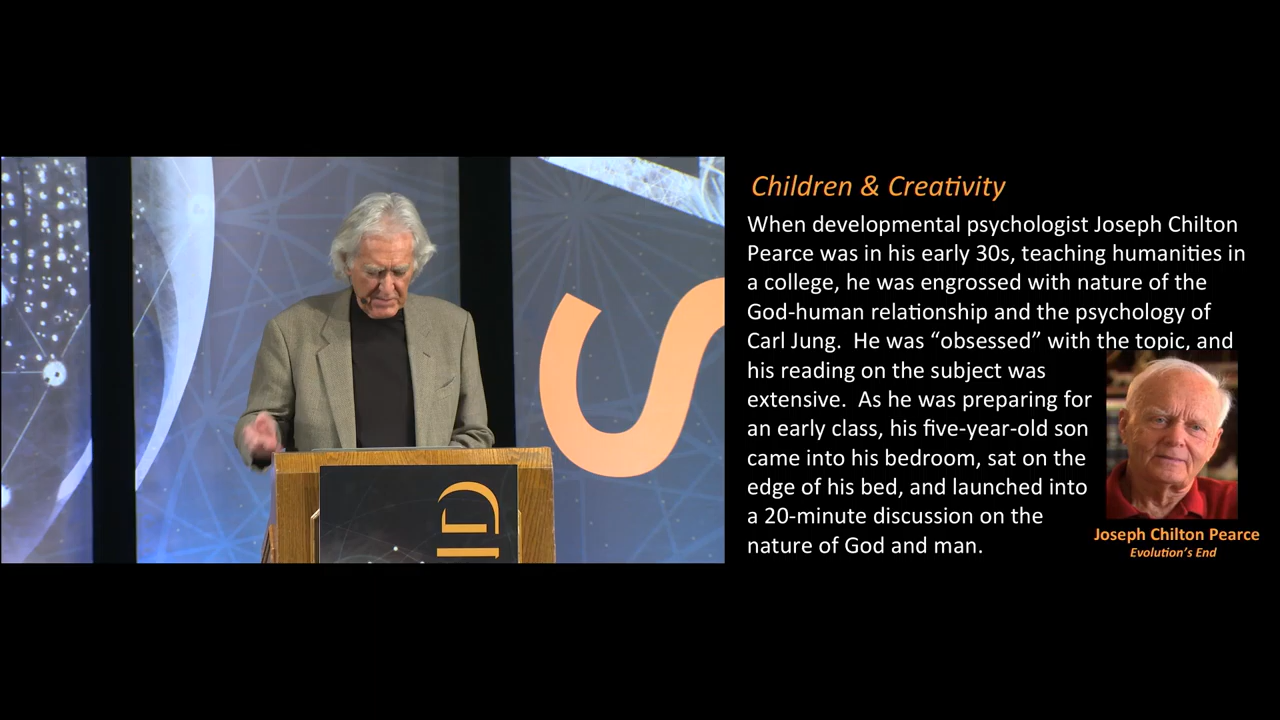 Children & Creativity
When developmental psychologist Joseph Chilton
Pearce was in his early 30s, teaching humanities in
a college, he was engrossed with nature of the
God-human relationship and the psychology of
Carl Jung.  He was “obsessed” with the topic, and
his reading on the subject was
extensive.  As he was preparing for
an early class, his five-year-old son
came into his bedroom, sat on the
edge of his bed, and launched into
a 20-minute discussion on the
nature of God and man.
Joseph Chilton Pearce
Evolution’s End